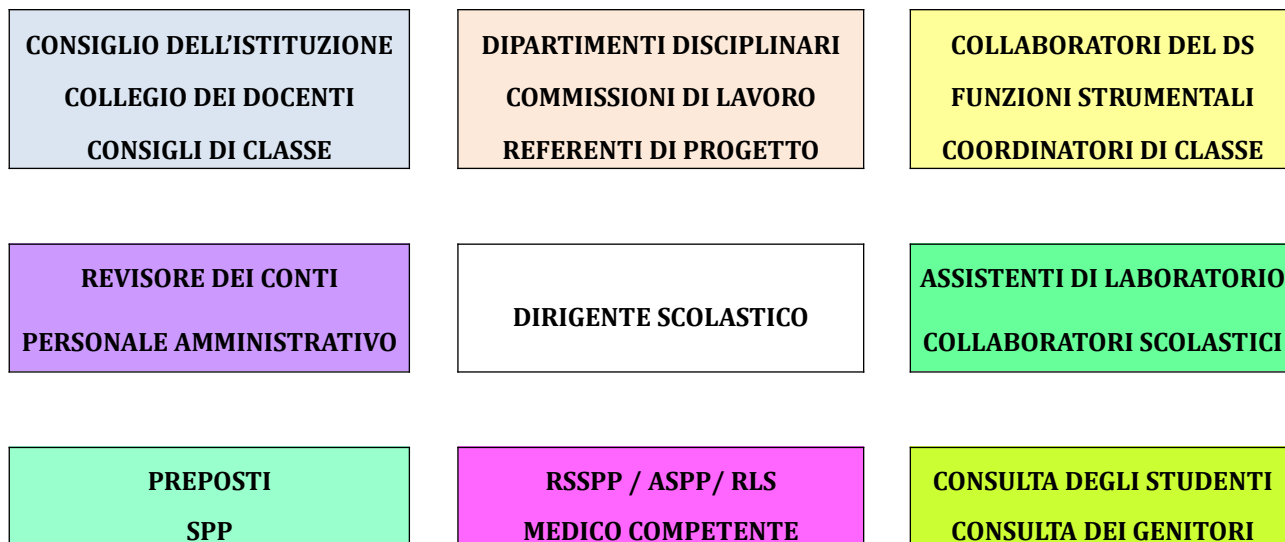 CONSIGLIO DELL’ISTITUZIONE
COLLEGIO DEI DOCENTI
CONSIGLI DI CLASSE
DIPARTIMENTI DISCIPLINARI
COMMISSIONI DI LAVORO
REFERENTI DI PROGETTO
COLLABORATORI DEL DS
FUNZIONI STRUMENTALI
COORDINATORI DI CLASSE
REVISORE DEI CONTI
PERSONALE AMMINISTRATIVO
DIRIGENTE SCOLASTICO
ASSISTENTI DI LABORATORIO
COLLABORATORI SCOLASTICI
PREPOSTI
SPP
RSSPP / ASPP/ RLS
MEDICO COMPETENTE
CONSULTA DEGLI STUDENTI
CONSULTA DEI GENITORI